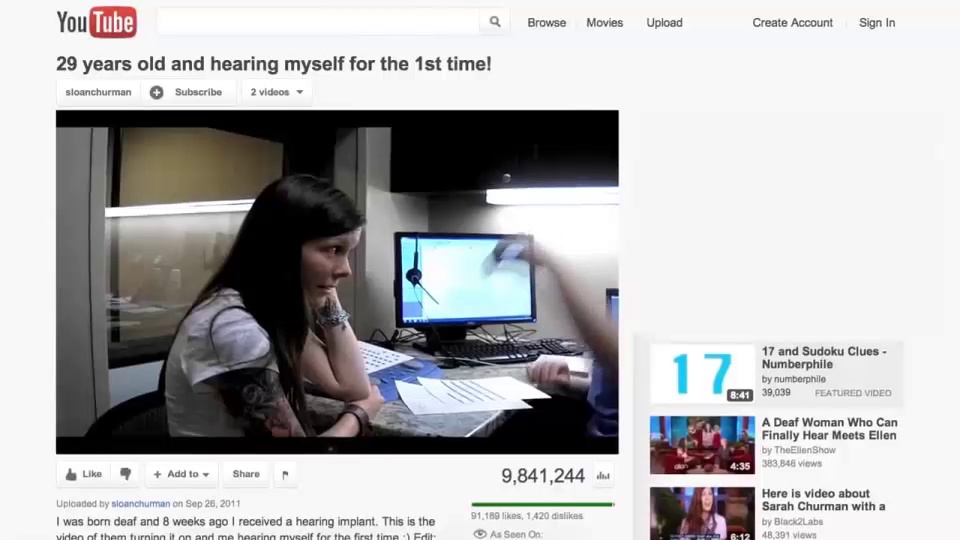 YouTube
Browse Movies Upload Create Account Sign In
29 years old and hearing myself for the 1st time!
sloanchurman Subscribe 2 videos
Like Add to Share 9,841,244
Uploaded by sloanchurman on Sep 26, 2011
91,189 likes, 1,420 dislikes
I was born deaf and 8 weeks ago I received a hearing implant. This is the
As Seen On:
video of them turning it on and me hearing myself for the first time :) Edit:
17
8:41
17 and Sudoku Clues -
Numberphile
by numberphile
39,039 FEATURED VIDEO
4:35
A Deaf Woman Who Can
Finally Hear Meets Ellen
by TheEllenShow
383,846 views
6:12
Here is video about
Sarah Churman with a
by Black2Labs
48,391 views